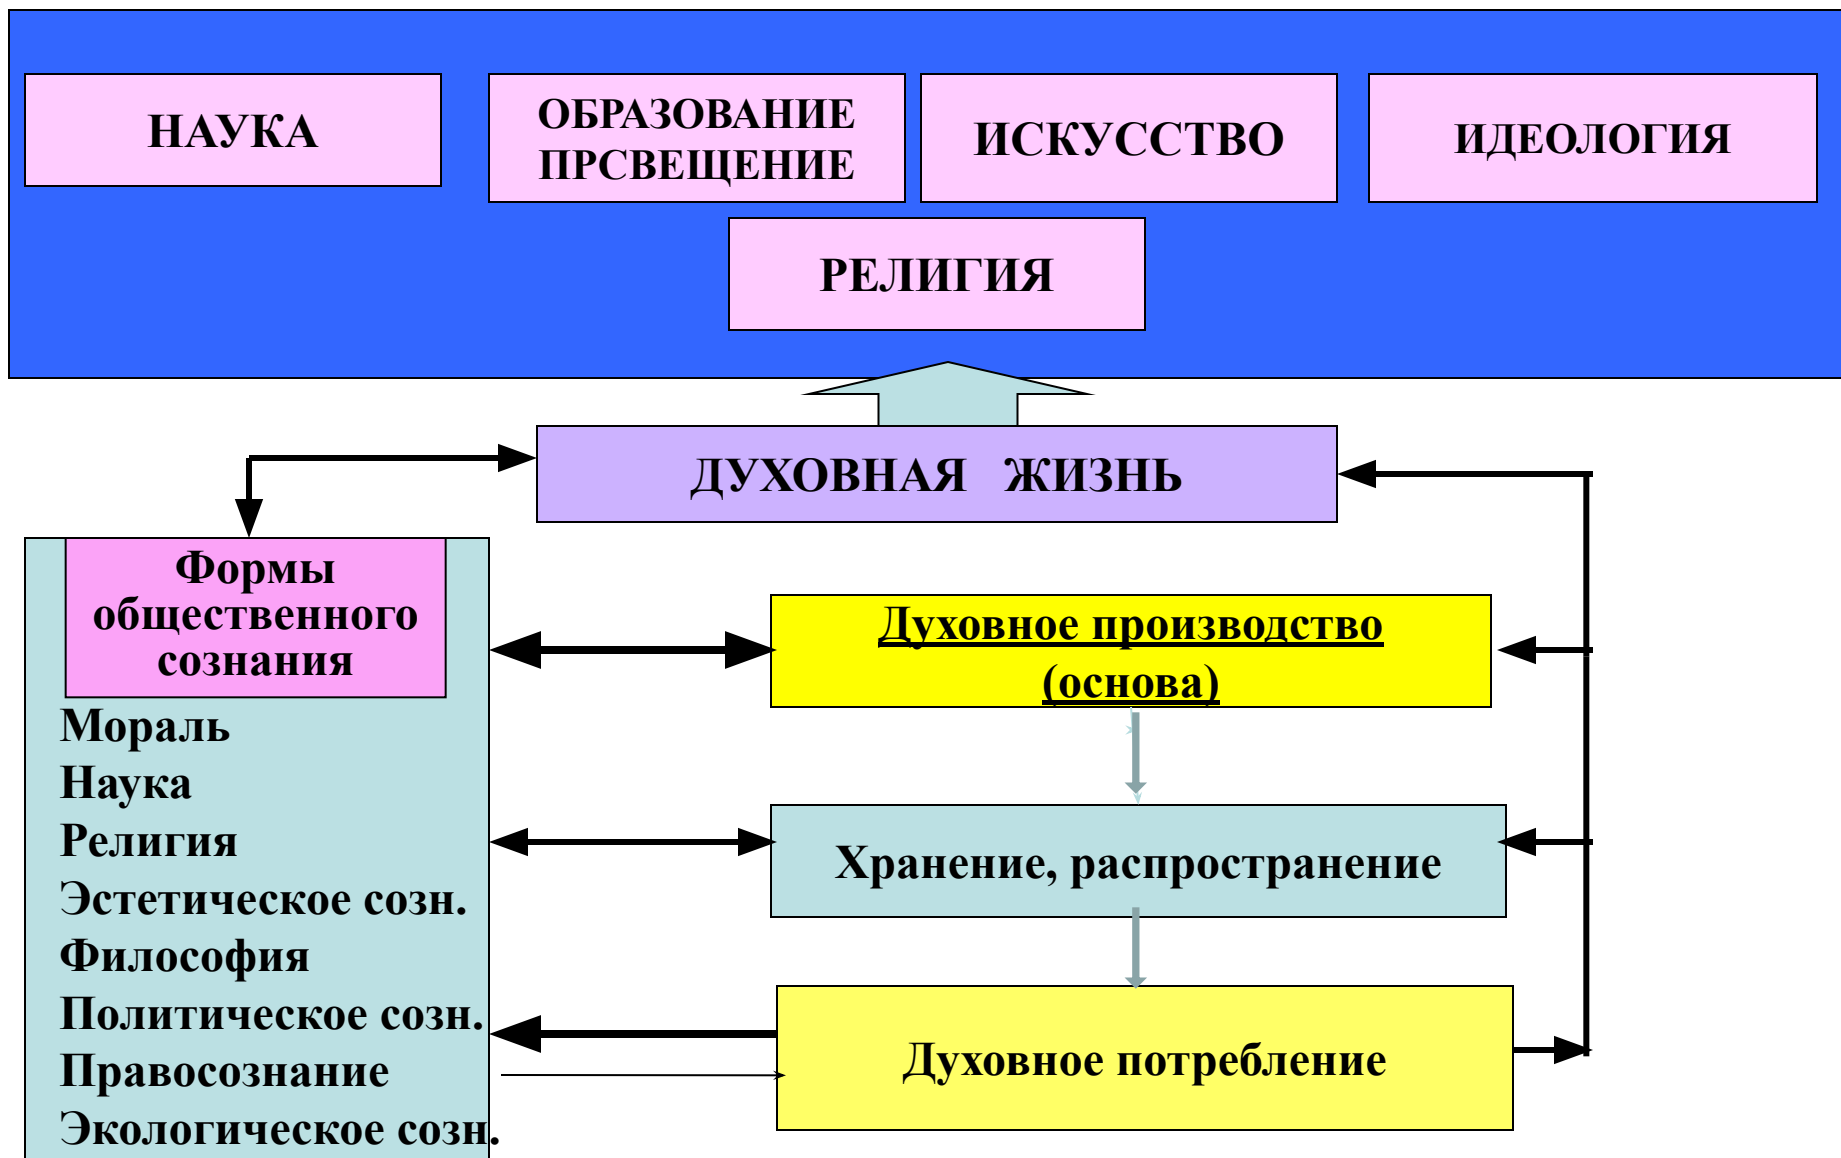 НАУКА
ОБРАЗОВАНИЕ
ПРСВЕЩЕНИЕ
ИСКУССТВО
ИДЕОЛОГИЯ
РЕЛИГИЯ
ДУХОВНАЯ ЖИЗНЬ
Формы
общественного
сознания
Мораль
Наука
Религия
Эстетическое созн.
Философия
Политическое созн.
Правосознание
Экологическое созн.
Духовное производство
(основа)
Хранение, распространение
Духовное потребление